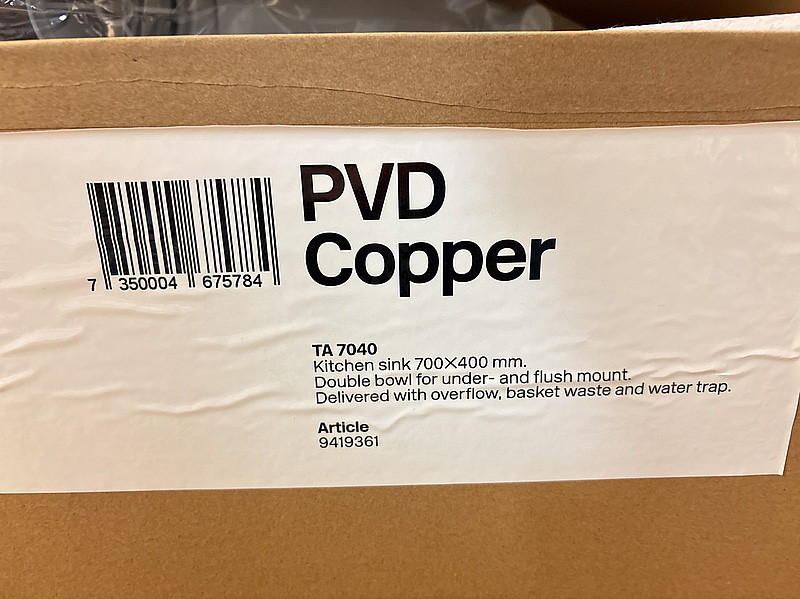 PVD
Copper
7 350004 675784
TA 7040
Kitchen sink 700×400 mm.
Double bowl for under- and flush mount.
Delivered with overflow, basket waste and water trap.
Article
9419361